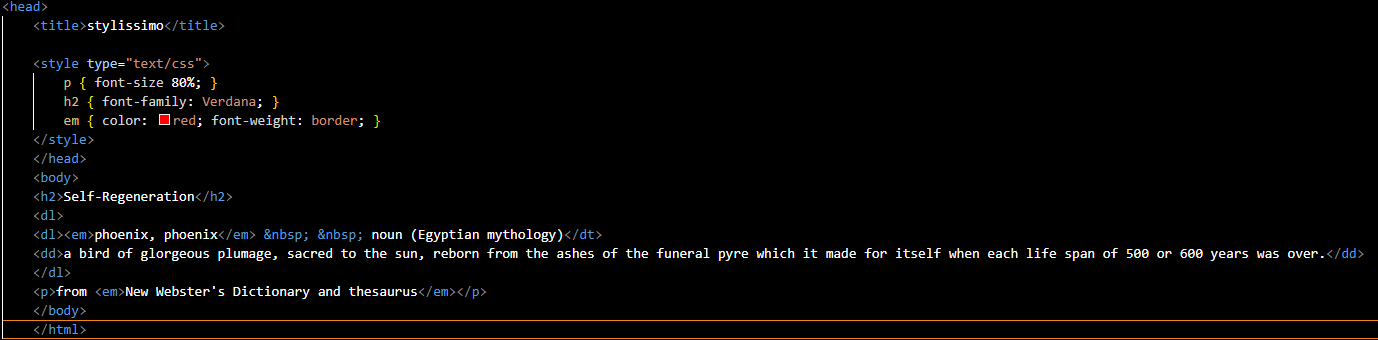 <head>
<title>stylissimo</title>
<style type="text/css">
p { font-size 80%; }
h2 { font-family: Verdana; }
em { color: red; font-weight: border; }
</style>
</head>
<body>
<h2>Self-Regeneration</h2>
<dl>
<dl><em>phoenix, phoenix</em> &nbsp; &nbsp; noun (Egyptian mythology)</dt>
<dd>a bird of glorgeous plumage, sacred to the sun, reborn from the ashes of the funeral pyre which it made for itself when each life span of 500 or 600 years was over.</dd>
</dl>
<p>from <em>New Webster's Dictionary and thesaurus</em></p>
</body>
</html>